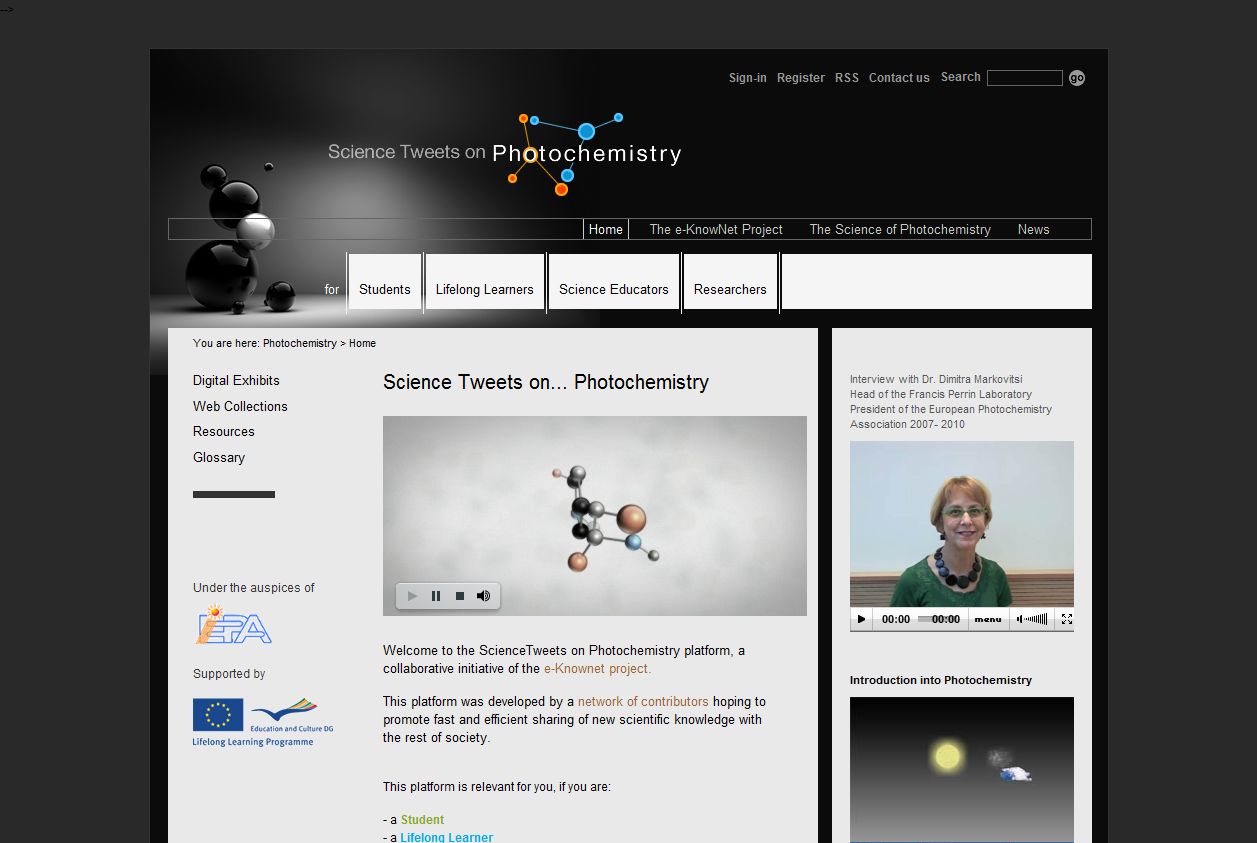 -->
Sign-in Register RSS Contact us Search go
Science Tweets on Photochemistry
Home The e-KnowNet Project The Science of Photochemistry News
for Students Lifelong Learners Science Educators Researchers
You are here: Photochemistry > Home
Digital Exhibits
Web Collections
Resources
Glossary
Under the auspices of
EPA
Supported by
Education and Culture DG
Lifelong Learning Programme
Science Tweets on... Photochemistry
Welcome to the ScienceTweets on Photochemistry platform, a
collaborative initiative of the e-Knownet project.
This platform was developed by a network of contributors hoping to
promote fast and efficient sharing of new scientific knowledge with
the rest of society.
This platform is relevant for you, if you are:
- a Student
- a Lifelong Learner
Interview with Dr. Dimitra Markovitsi
Head of the Francis Perrin Laboratory
President of the European Photochemistry
Association 2007- 2010
00:00 00:00 menu
Introduction into Photochemistry